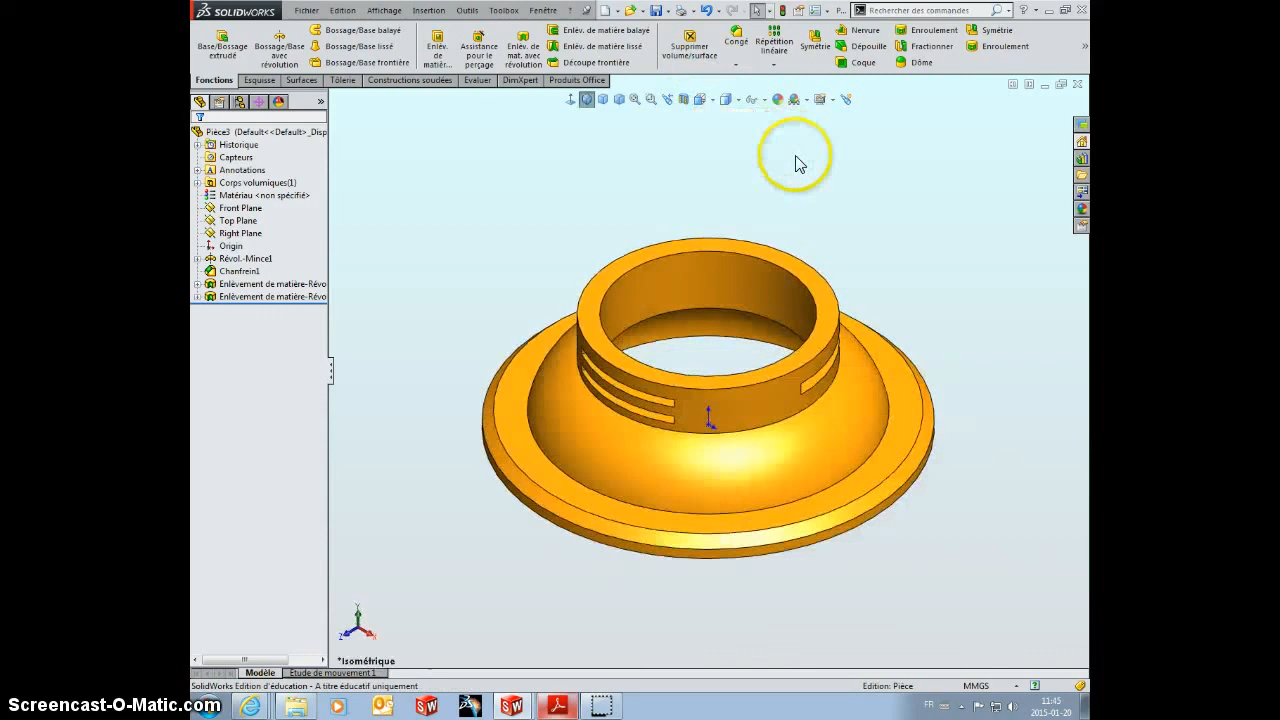 SOLIDWORKS
Fichier Edition Affichage Insertion Outils Toolbox Fenêtre ?
P...
Rechercher des commandes
Base/Bossage extrudé
Bossage/Base avec révolution
Bossage/Base balayé
Bossage/Base lissé
Bossage/Base frontière
Enlèv. de matièr...
Assistance pour le perçage
Enlèv. de mat. avec révolution
Enlèv. de matière balayé
Enlèv. de matière lissé
Découpe frontière
Supprimer volume/surface
Congé
Répétition linéaire
Symétrie
Nervure
Dépouille
Coque
Enroulement
Fractionner
Dôme
Symétrie
Enroulement
Fonctions Esquisse Surfaces Tôlerie Constructions soudées Evaluer DimXpert Produits Office
Pièce3 (Default<<Default>_Disp
Historique
Capteurs
Annotations
Corps volumiques(1)
Matériau <non spécifié>
Front Plane
Top Plane
Right Plane
Origin
Révol.-Mince1
Chanfrein1
Enlèvement de matière-Révo
Enlèvement de matière-Révo
Y
Z
X
*Isométrique
Modèle Etude de mouvement 1
SolidWorks Edition d'éducation - A titre éducatif uniquement
Edition: Pièce
MMGS
FR
11:45
2015-01-20
Screencast-O-Matic.com